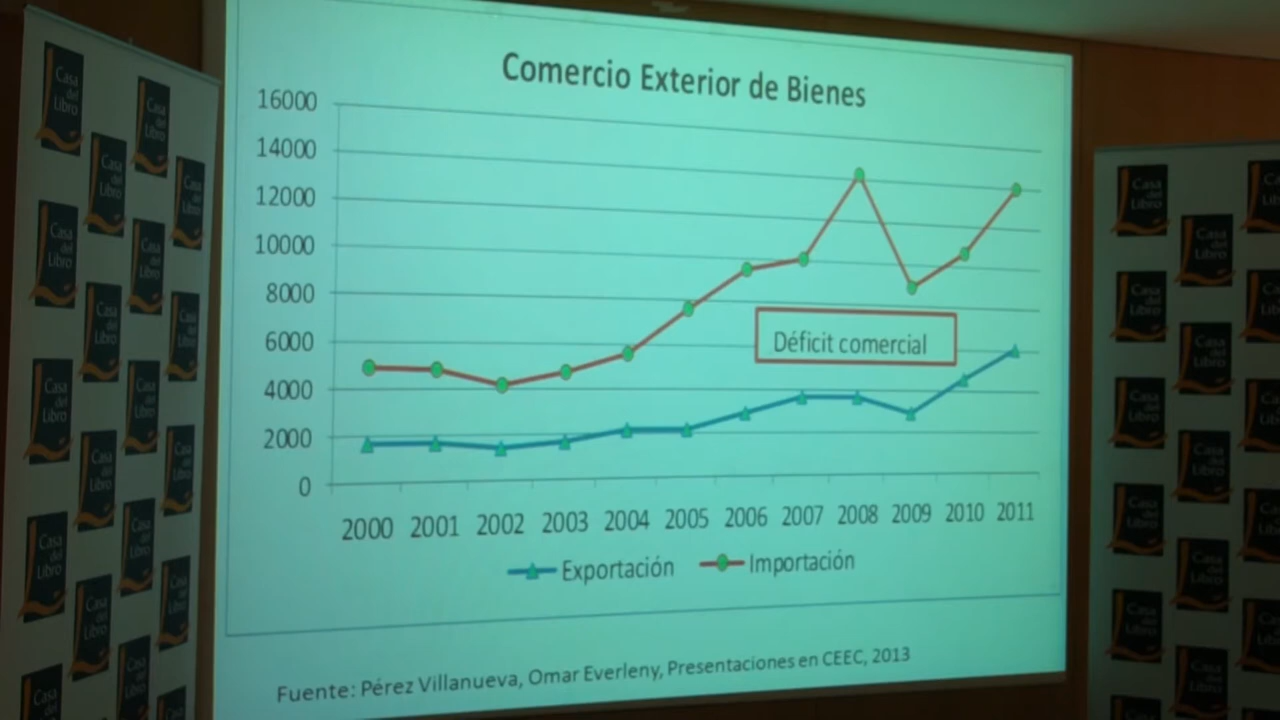 Comercio Exterior de Bienes
16000
14000
12000
10000
8000
6000
4000
2000
0
Déficit comercial
2000 2001 2002 2003 2004 2005 2006 2007 2008 2009 2010 2011
Exportación Importación
Fuente: Pérez Villanueva, Omar Everleny, Presentaciones en CEEC, 2013
Casa
del
Libro